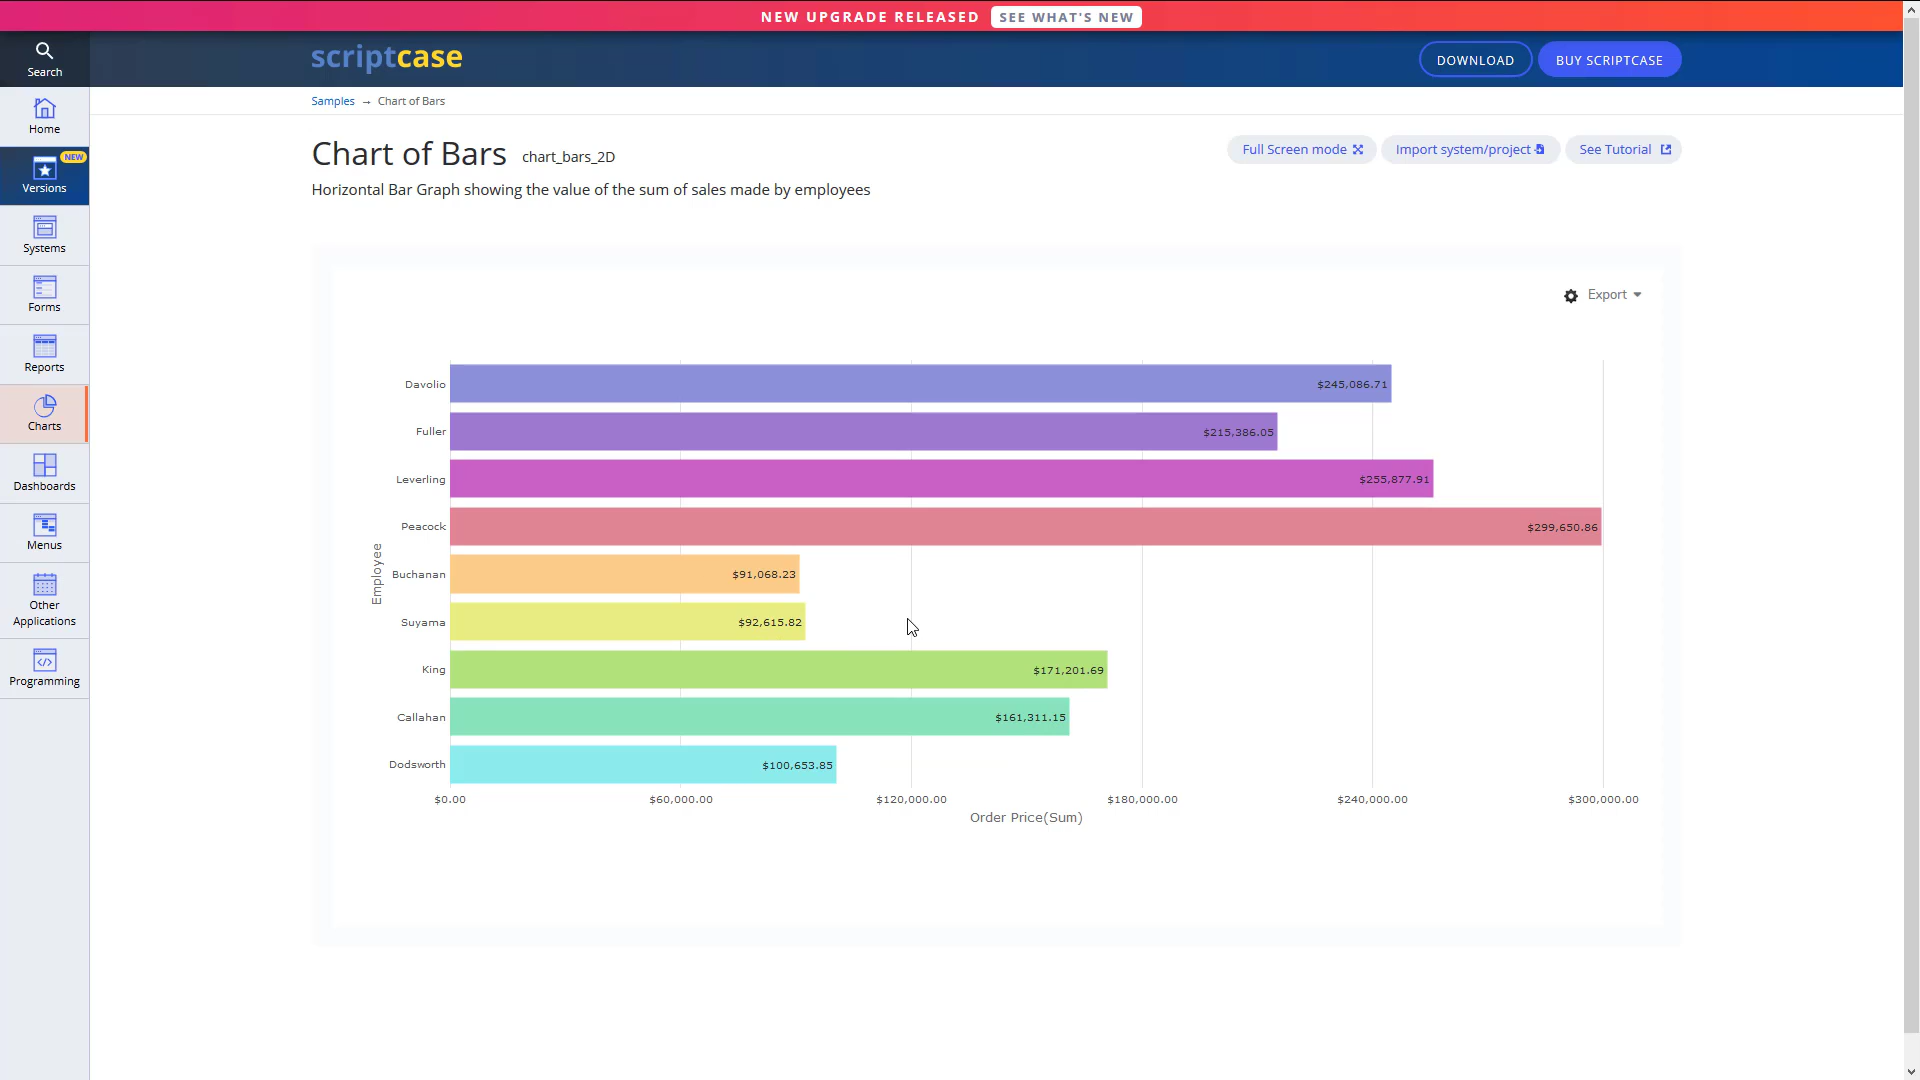 NEW UPGRADE RELEASED SEE WHAT'S NEW
Search
scriptcase
DOWNLOAD
BUY SCRIPTCASE
Samples → Chart of Bars
Home
NEW
Versions
Systems
Forms
Reports
Charts
Dashboards
Menus
Other
Applications
Programming
Chart of Bars chart_bars_2D
Full Screen mode
Import system/project
See Tutorial
Horizontal Bar Graph showing the value of the sum of sales made by employees
Export
Employee
Davolio $245,086.71
Fuller $215,386.05
Leverling $255,877.91
Peacock $299,650.86
Buchanan $91,068.23
Suyama $92,615.82
King $171,201.69
Callahan $161,311.15
Dodsworth $100,653.85
$0.00 $60,000.00 $120,000.00 $180,000.00 $240,000.00 $300,000.00
Order Price(Sum)